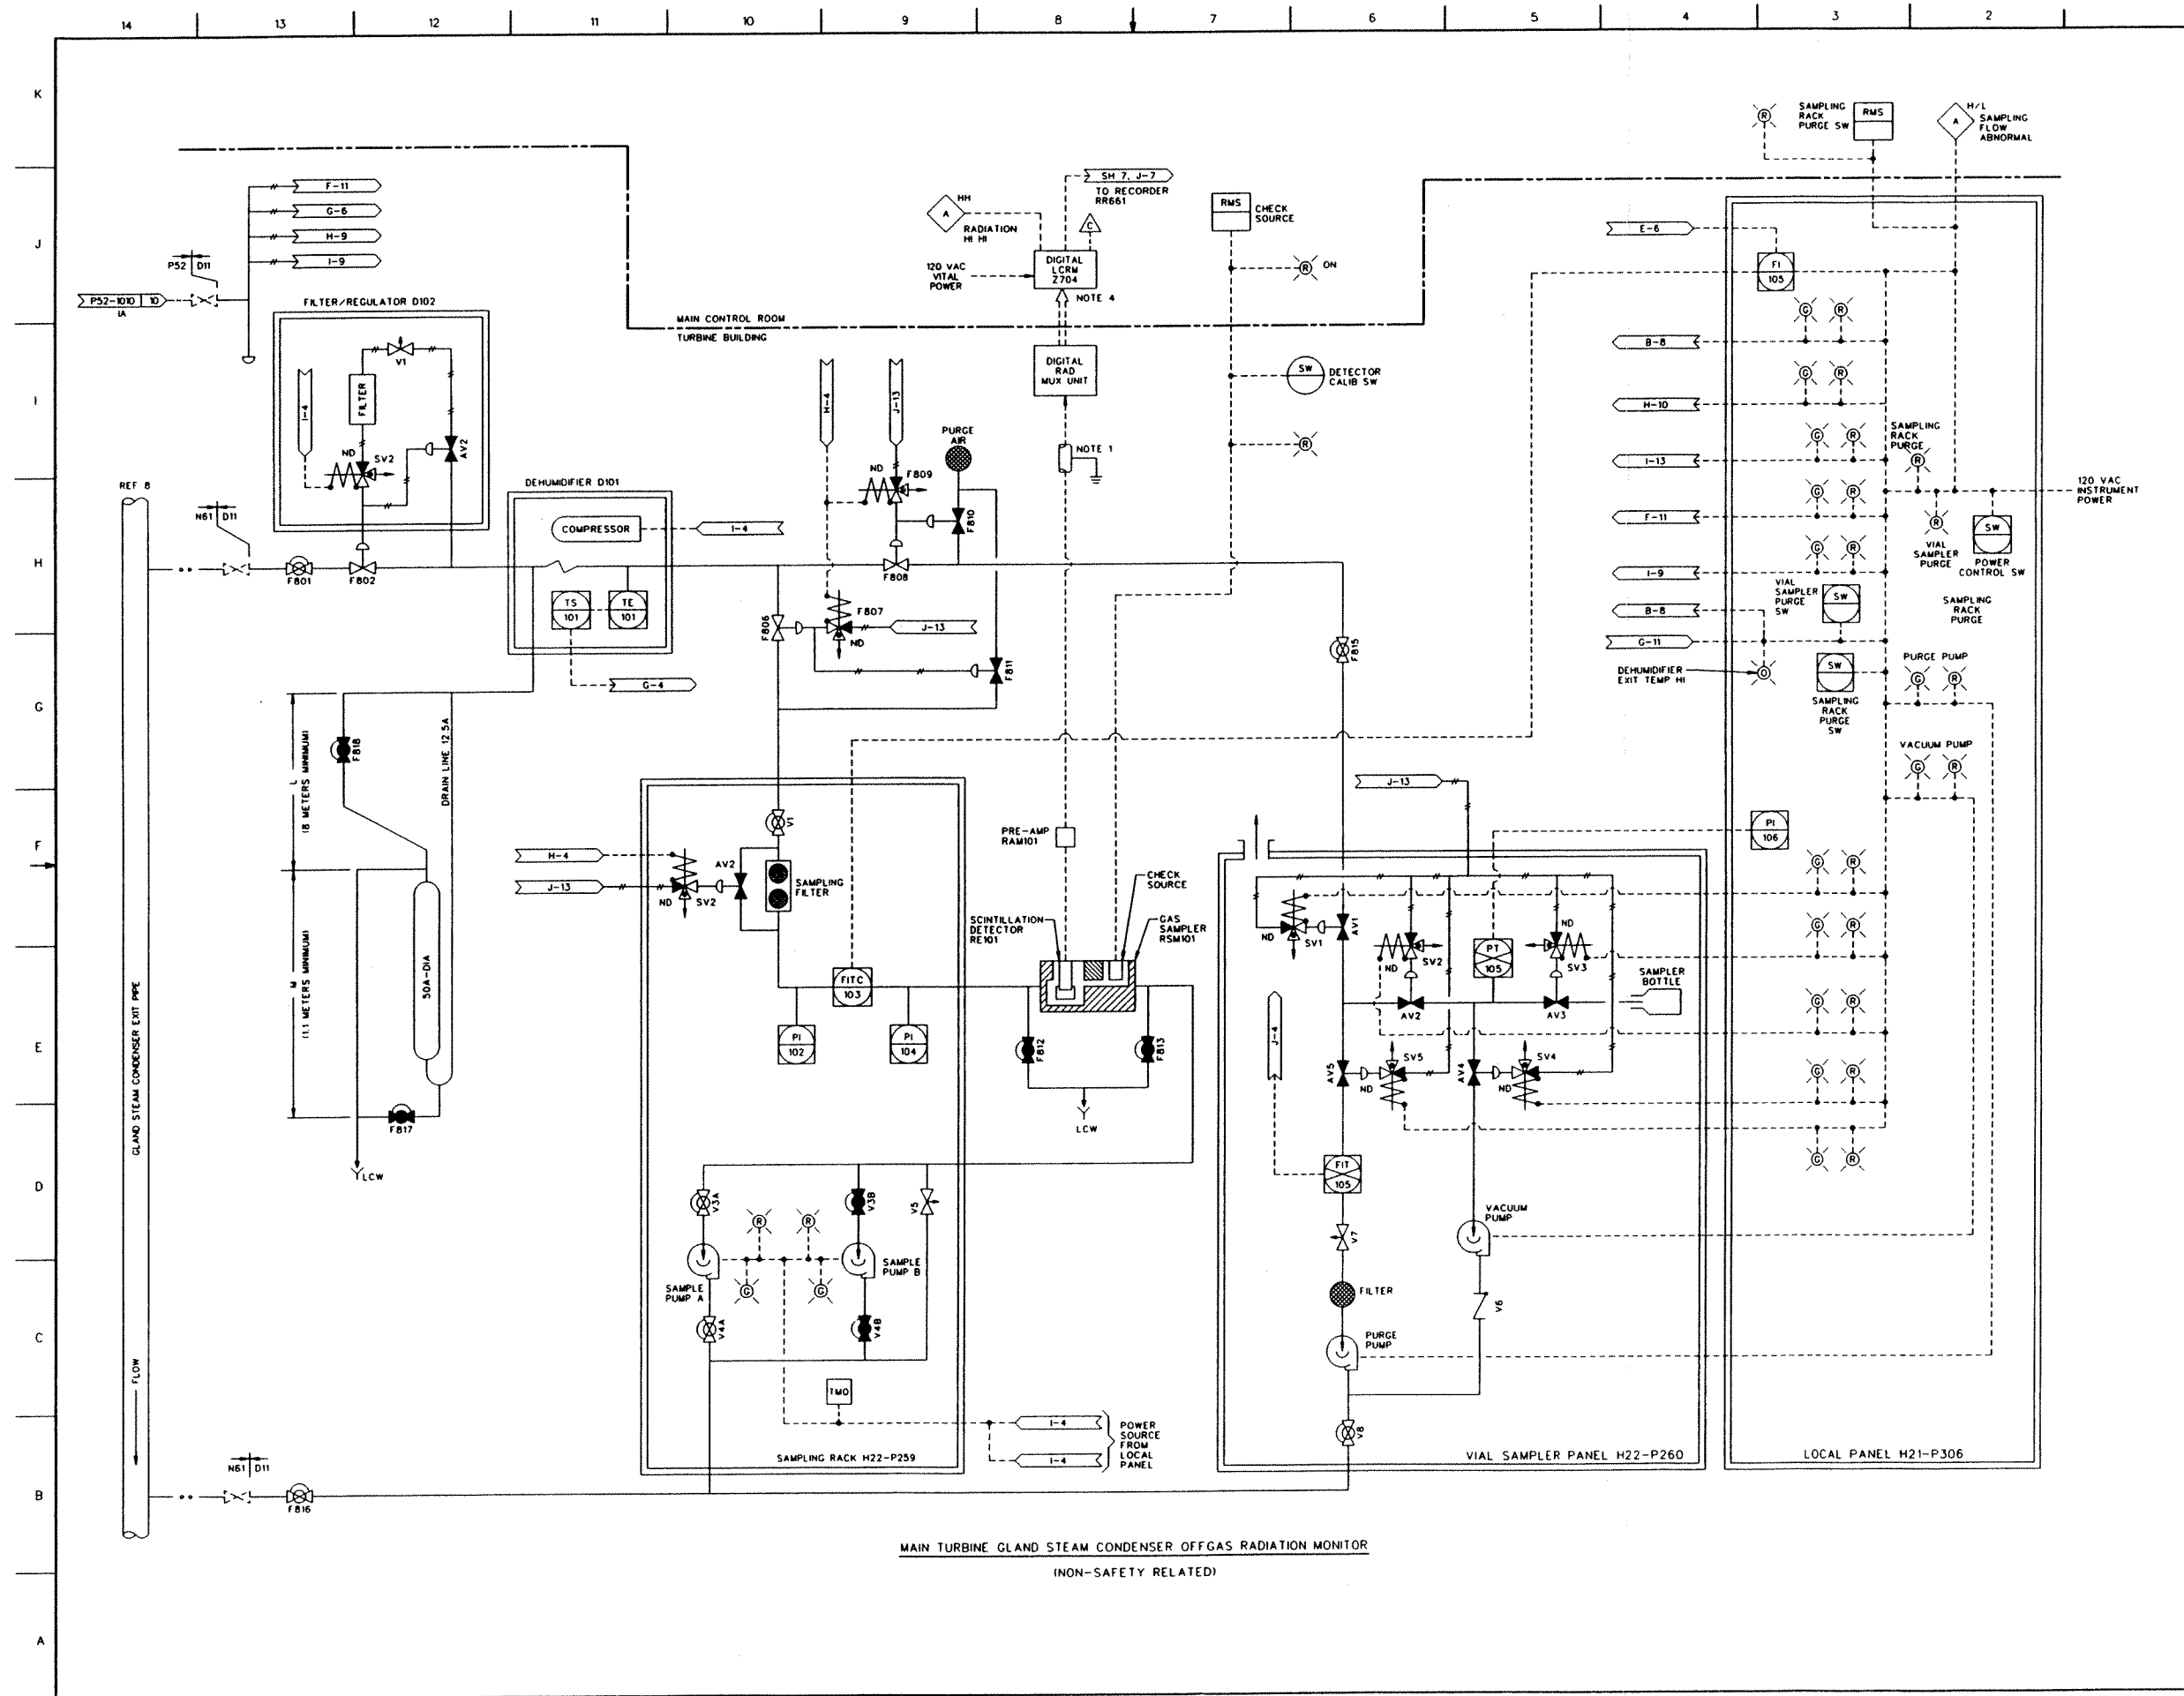 14 13 12 11 10 9 8 7 6 5 4 3 2
K
J
I
H
G
F
E
D
C
B
A
F-11
G-6
H-9
I-9
P52 D11
P52-1010 10
IA
FILTER/REGULATOR D102
V1
FILTER
I-4
ND
SV2
AV2
MAIN CONTROL ROOM
TURBINE BUILDING
A
HH
RADIATION
HI HI
SH 7, J-7
TO RECORDER
RR661
C
DIGITAL
LCRM
Z704
120 VAC
VITAL
POWER
NOTE 4
DIGITAL
RAD
MUX UNIT
NOTE 1
RMS
CHECK
SOURCE
R
ON
SW
DETECTOR
CALIB SW
R
R
SAMPLING
RACK
PURGE SW
RMS
A
H/L
SAMPLING
FLOW
ABNORMAL
REF 8
N61 D11
F801
F802
DEHUMIDIFIER D101
COMPRESSOR
I-4
TS
101
TE
101
G-4
H-4
J-13
PURGE
AIR
ND
F809
F810
F808
F806
F807
ND
J-13
F811
F815
GLAND STEAM CONDENSER EXIT PIPE
FLOW
L
(8 METERS MINIMUM)
M
(1.1 METERS MINIMUM)
F818
DRAIN LINE 12.5A
50A-DIA
F817
LCW
N61 D11
F816
V1
H-4
J-13
ND
SV2
AV2
SAMPLING
FILTER
FITC
103
PI
102
PI
104
PRE-AMP
RAM101
SCINTILLATION
DETECTOR
RE101
CHECK
SOURCE
GAS
SAMPLER
RSM101
F812
F813
LCW
V3A
V3B
V5
R
R
G
G
SAMPLE
PUMP A
SAMPLE
PUMP B
V4A
V4B
TMO
I-4
I-4
POWER
SOURCE
FROM
LOCAL
PANEL
SAMPLING RACK H22-P259
J-13
ND
SV1
AV1
ND
SV2
AV2
PT
105
ND
SV3
AV3
SAMPLER
BOTTLE
J-4
AV5
SV5
ND
AV4
SV4
ND
FIT
105
V7
FILTER
PURGE
PUMP
VACUUM
PUMP
V6
V8
VIAL SAMPLER PANEL H22-P260
E-6
FI
105
G R
B-8
G R
H-10
G R
SAMPLING
RACK
PURGE
R
I-13
G R
F-11
R
VIAL
SAMPLER
PURGE
SW
POWER
CONTROL SW
120 VAC
INSTRUMENT
POWER
G R
I-9
VIAL
SAMPLER
PURGE
SW
SW
SAMPLING
RACK
PURGE
B-8
G-11
DEHUMIDIFIER
EXIT TEMP HI
O
SW
SAMPLING
RACK
PURGE
SW
PURGE PUMP
G R
VACUUM PUMP
G R
PI
106
G R
G R
G R
G R
G R
LOCAL PANEL H21-P306
MAIN TURBINE GLAND STEAM CONDENSER OFFGAS RADIATION MONITOR
(NON-SAFETY RELATED)